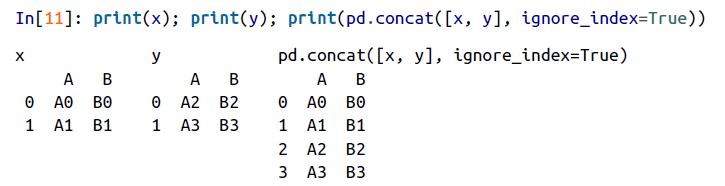 In[11]: print(x); print(y); print(pd.concat([x, y], ignore_index=True))
x y pd.concat([x, y], ignore_index=True)
A B A B A B
0 A0 B0 0 A2 B2 0 A0 B0
1 A1 B1 1 A3 B3 1 A1 B1
2 A2 B2
3 A3 B3